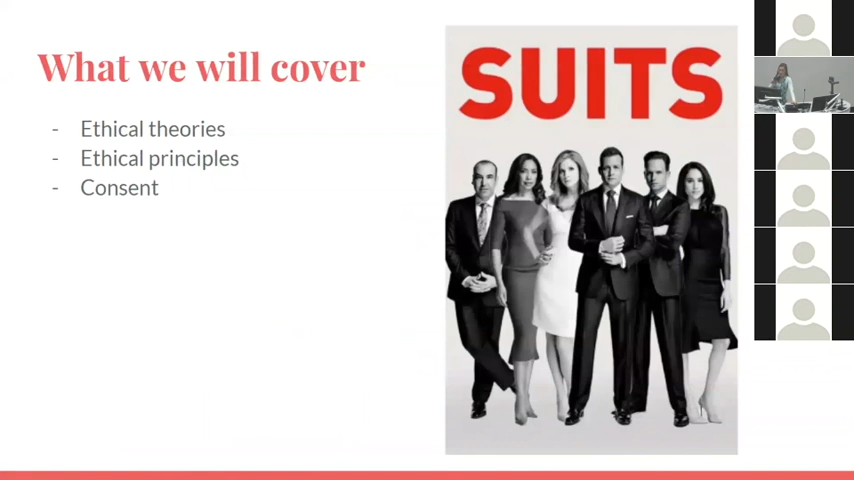 What we will cover
- Ethical theories
- Ethical principles
- Consent
SUITS